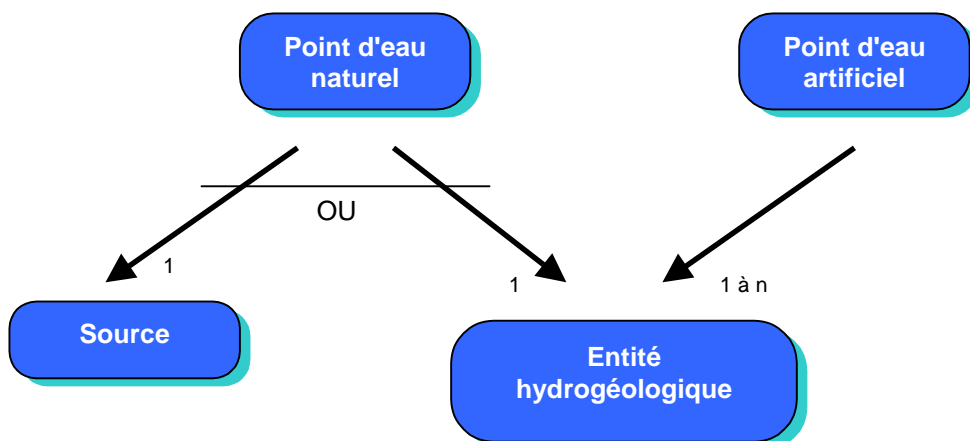 Point d'eau
naturel
Point d'eau
artificiel
OU
1
1
1 à n
Source
Entité
hydrogéologique